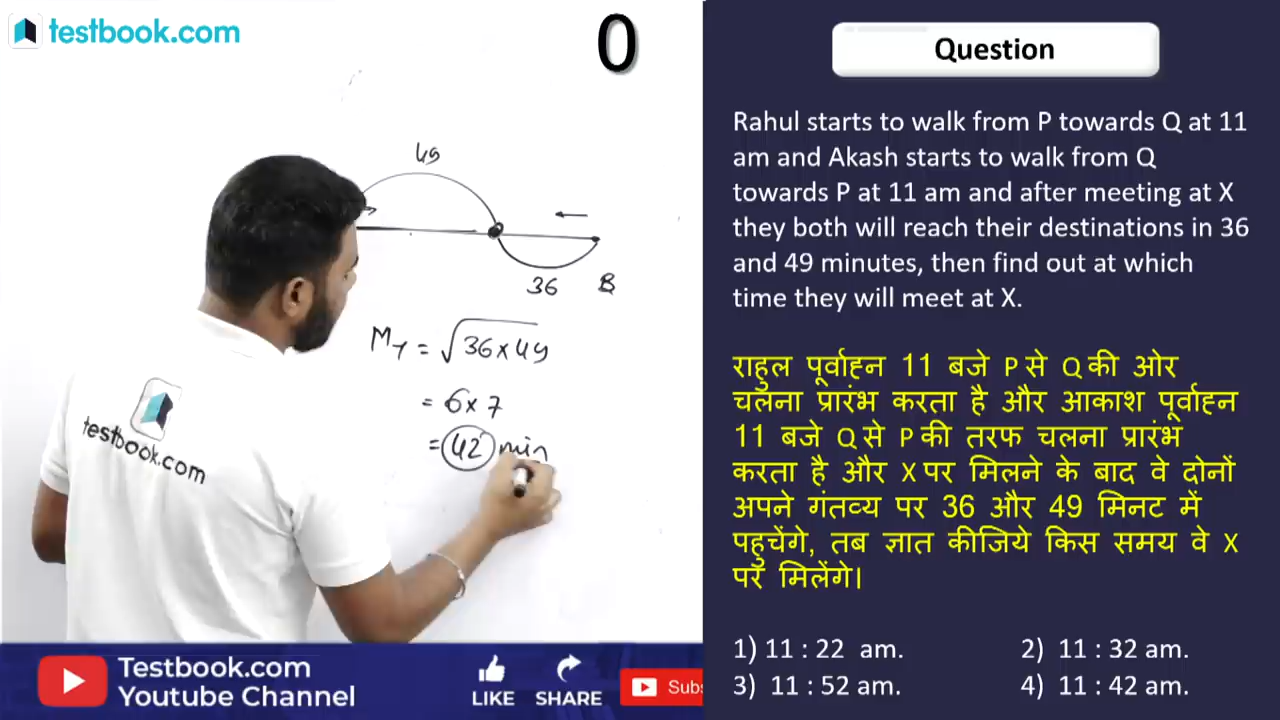 testbook.com
0
Question
Rahul starts to walk from P towards Q at 11
am and Akash starts to walk from Q
towards P at 11 am and after meeting at X
they both will reach their destinations in 36
and 49 minutes, then find out at which
time they will meet at X.
राहुल पूर्वाह्न 11 बजे P से Q की ओर
चलना प्रारंभ करता है और आकाश पूर्वाह्न
11 बजे Q से P की तरफ चलना प्रारंभ
करता है और X पर मिलने के बाद वे दोनों
अपने गंतव्य पर 36 और 49 मिनट में
पहुचेंगे, तब ज्ञात कीजिये किस समय वे X
पर मिलेंगे।
1) 11 : 22 am. 2) 11 : 32 am.
3) 11 : 52 am. 4) 11 : 42 am.
49
36 B
MT = √36 × 49
= 6 × 7
= 42 min
testbook.com
Testbook.com
Youtube Channel
LIKE SHARE Subs